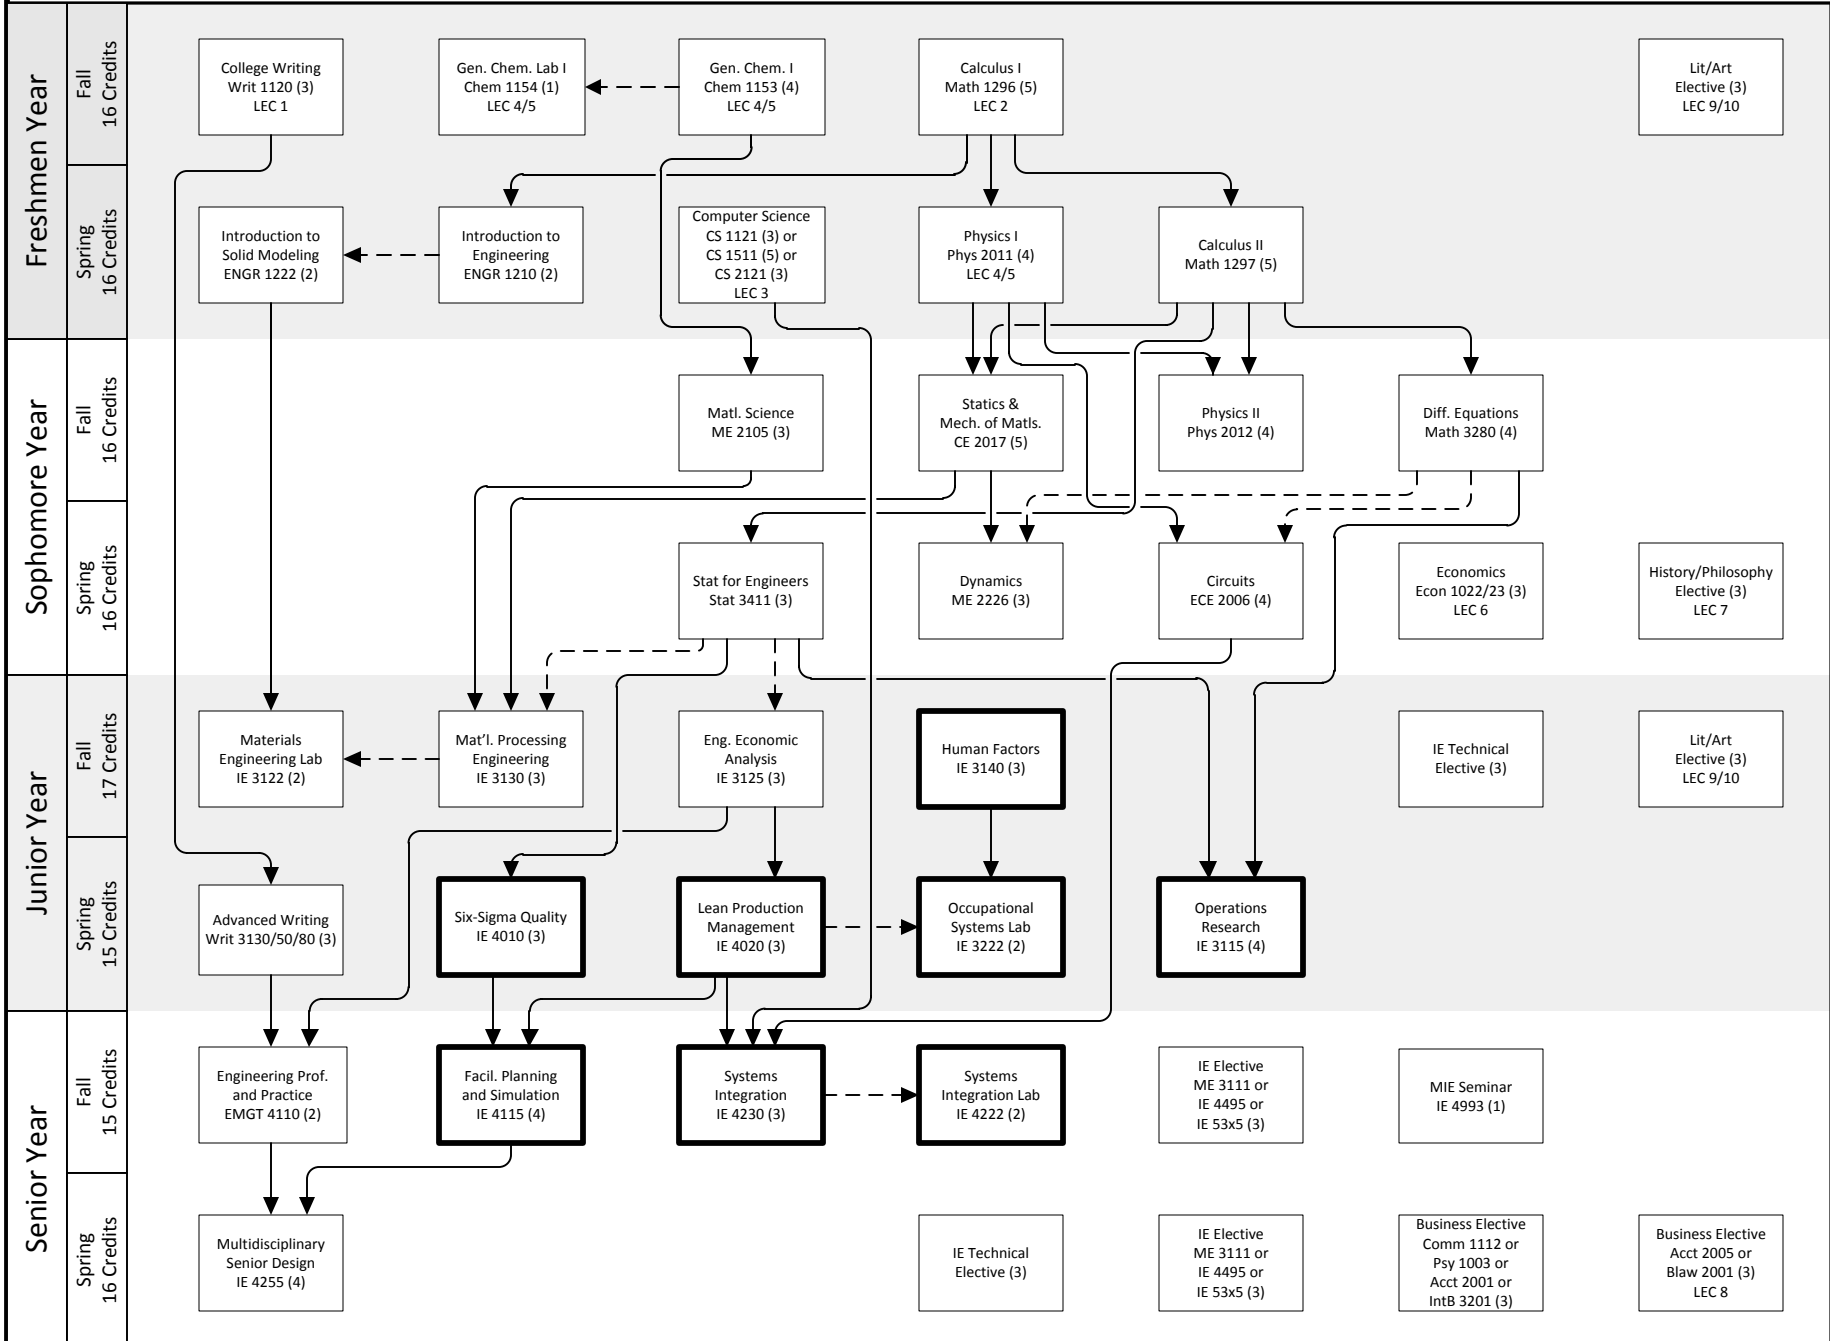 Freshmen Year
Fall
16 Credits
College Writing
Writ 1120 (3)
LEC 1
Gen. Chem. Lab I
Chem 1154 (1)
LEC 4/5
Gen. Chem. I
Chem 1153 (4)
LEC 4/5
Calculus I
Math 1296 (5)
LEC 2
Lit/Art
Elective (3)
LEC 9/10
Spring
16 Credits
Introduction to
Solid Modeling
ENGR 1222 (2)
Introduction to
Engineering
ENGR 1210 (2)
Computer Science
CS 1121 (3) or
CS 1511 (5) or
CS 2121 (3)
LEC 3
Physics I
Phys 2011 (4)
LEC 4/5
Calculus II
Math 1297 (5)
Sophomore Year
Fall
16 Credits
Matl. Science
ME 2105 (3)
Statics &
Mech. of Matls.
CE 2017 (5)
Physics II
Phys 2012 (4)
Diff. Equations
Math 3280 (4)
Spring
16 Credits
Stat for Engineers
Stat 3411 (3)
Dynamics
ME 2226 (3)
Circuits
ECE 2006 (4)
Economics
Econ 1022/23 (3)
LEC 6
History/Philosophy
Elective (3)
LEC 7
Junior Year
Fall
17 Credits
Materials
Engineering Lab
IE 3122 (2)
Mat’l. Processing
Engineering
IE 3130 (3)
Eng. Economic
Analysis
IE 3125 (3)
Human Factors
IE 3140 (3)
IE Technical
Elective (3)
Lit/Art
Elective (3)
LEC 9/10
Spring
15 Credits
Advanced Writing
Writ 3130/50/80 (3)
Six-Sigma Quality
IE 4010 (3)
Lean Production
Management
IE 4020 (3)
Occupational
Systems Lab
IE 3222 (2)
Operations
Research
IE 3115 (4)
Senior Year
Fall
15 Credits
Engineering Prof.
and Practice
EMGT 4110 (2)
Facil. Planning
and Simulation
IE 4115 (4)
Systems
Integration
IE 4230 (3)
Systems
Integration Lab
IE 4222 (2)
IE Elective
ME 3111 or
IE 4495 or
IE 53x5 (3)
MIE Seminar
IE 4993 (1)
Spring
16 Credits
Multidisciplinary
Senior Design
IE 4255 (4)
IE Technical
Elective (3)
IE Elective
ME 3111 or
IE 4495 or
IE 53x5 (3)
Business Elective
Comm 1112 or
Psy 1003 or
Acct 2001 or
IntB 3201 (3)
Business Elective
Acct 2005 or
Blaw 2001 (3)
LEC 8